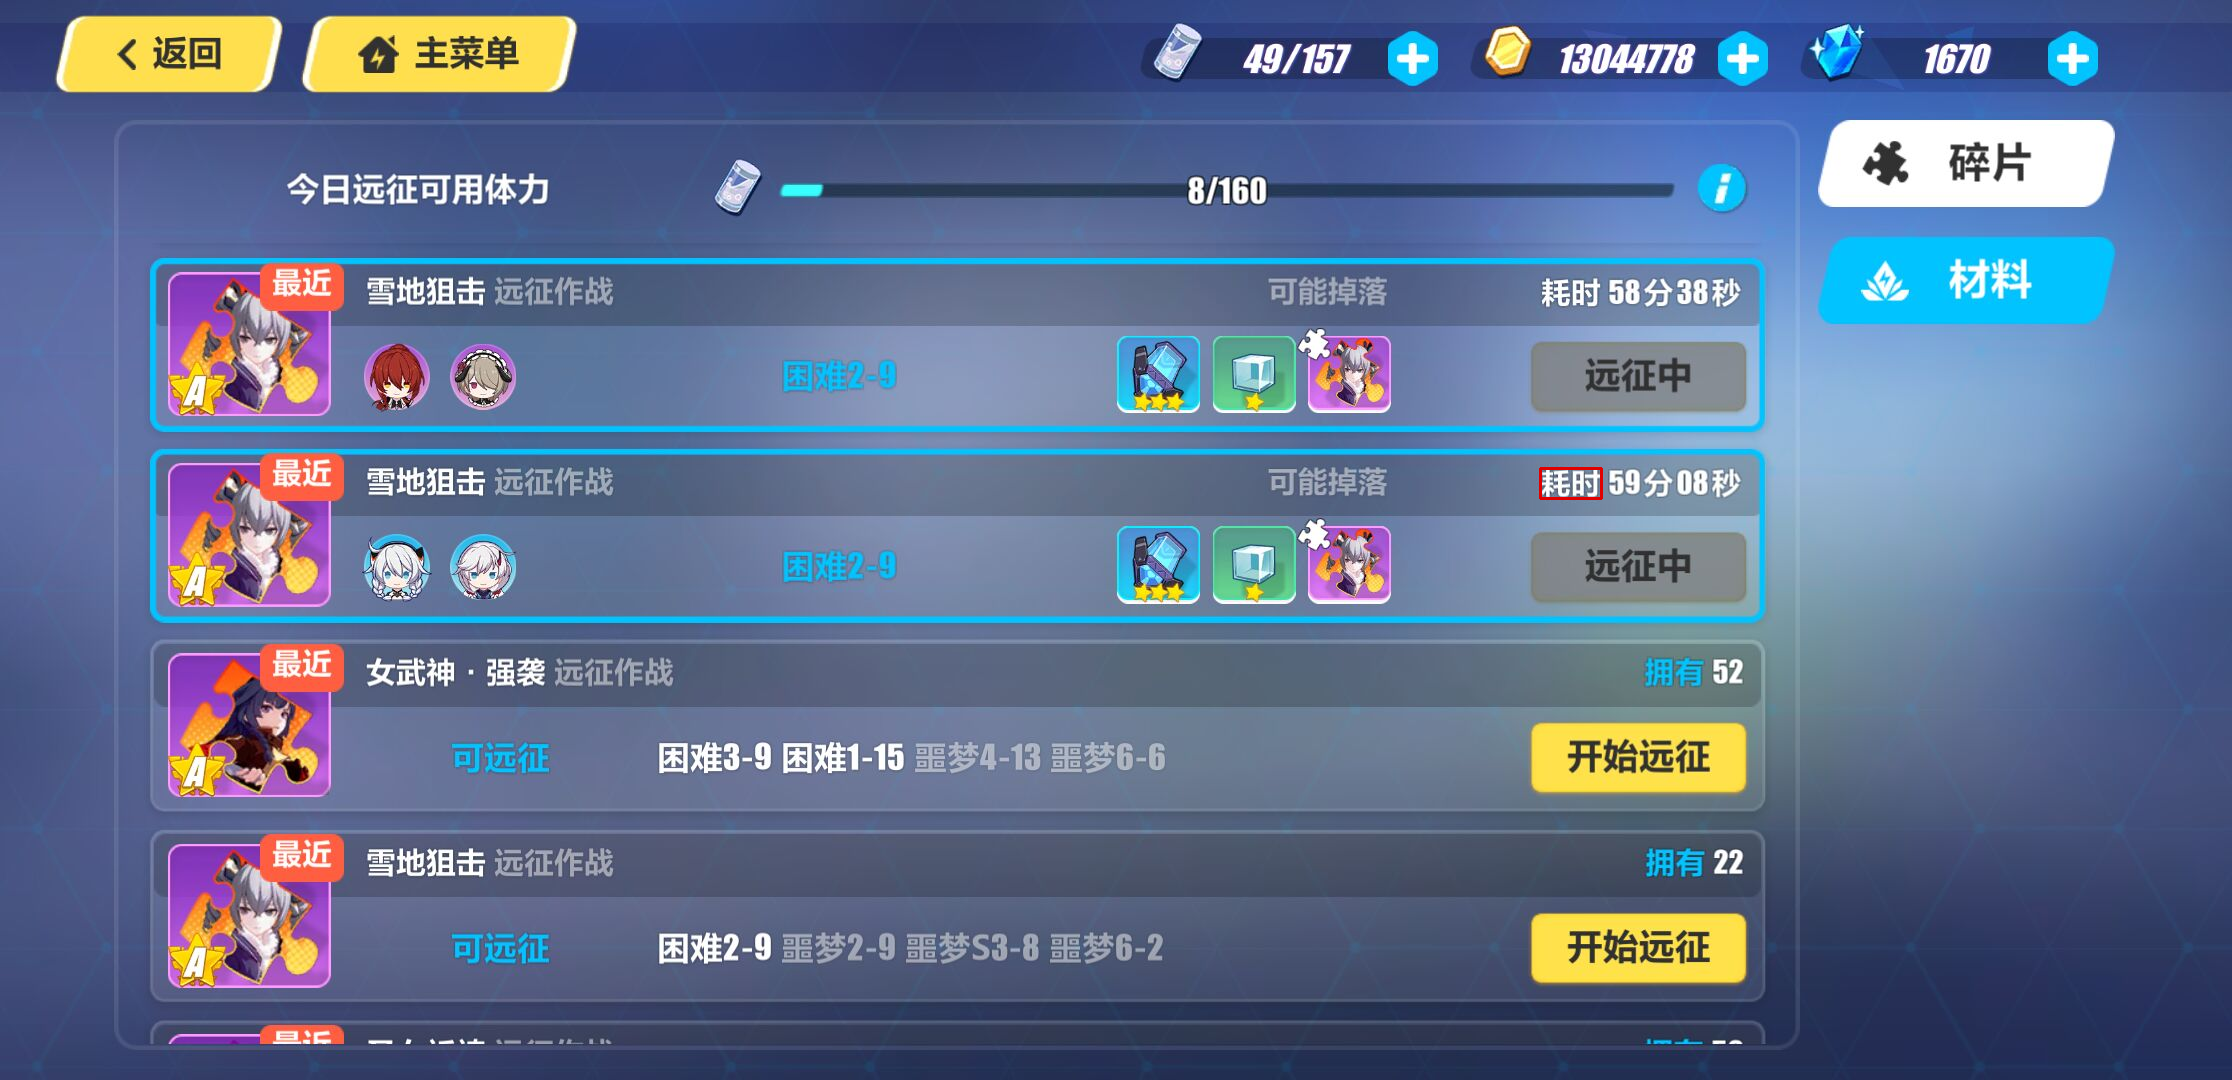 返回 主菜单 49/157 13044778 1670
今日远征可用体力 8/160
碎片
材料
最近 雪地狙击 远征作战 可能掉落 耗时 58分38秒
A 困难2-9 远征中
最近 雪地狙击 远征作战 可能掉落 耗时 59分08秒
A 困难2-9 远征中
最近 女武神·强袭 远征作战 拥有 52
A 可远征 困难3-9 困难1-15 噩梦4-13 噩梦6-6 开始远征
最近 雪地狙击 远征作战 拥有 22
A 可远征 困难2-9 噩梦2-9 噩梦S3-8 噩梦6-2 开始远征
最近 远征作战 拥有